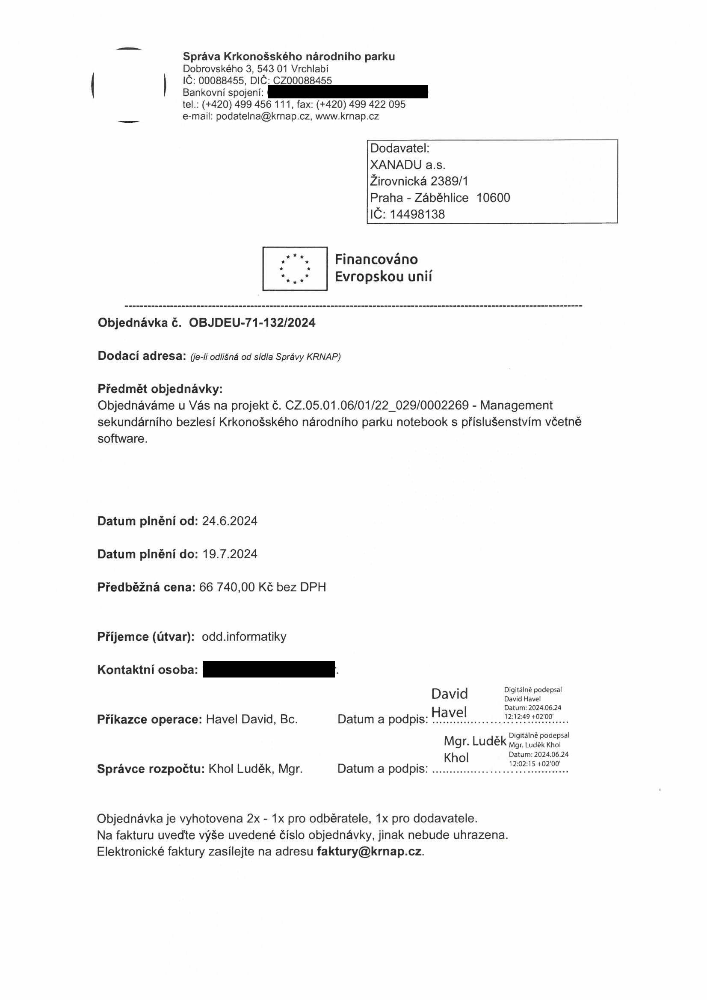 Správa Krkonošského národního parku
Dobrovského 3, 543 01 Vrchlabí
IČ: 00088455, DIČ: CZ00088455
Bankovní spojení:
tel.: (+420) 499 456 111, fax: (+420) 499 422 095
e-mail: podatelna@krnap.cz, www.krnap.cz
Dodavatel:
XANADU a.s.
Žirovnická 2389/1
Praha - Záběhlice 10600
IČ: 14498138
Financováno
Evropskou unií
Objednávka č. OBJDEU-71-132/2024
Dodací adresa: (je-li odlišná od sídla Správy KRNAP)
Předmět objednávky:
Objednáváme u Vás na projekt č. CZ.05.01.06/01/22_029/0002269 - Management
sekundárního bezlesí Krkonošského národního parku notebook s příslušenstvím včetně
software.
Datum plnění od: 24.6.2024
Datum plnění do: 19.7.2024
Předběžná cena: 66 740,00 Kč bez DPH
Příjemce (útvar): odd.informatiky
Kontaktní osoba:
Příkazce operace: Havel David, Bc. Datum a podpis:
David
Havel
Digitálně podepsal
David Havel
Datum: 2024.06.24
12:12:49 +02'00'
Správce rozpočtu: Khol Luděk, Mgr. Datum a podpis:
Mgr. Luděk
Khol
Digitálně podepsal
Mgr. Luděk Khol
Datum: 2024.06.24
12:02:15 +02'00'
Objednávka je vyhotovena 2x - 1x pro odběratele, 1x pro dodavatele.
Na fakturu uveďte výše uvedené číslo objednávky, jinak nebude uhrazena.
Elektronické faktury zasílejte na adresu faktury@krnap.cz.